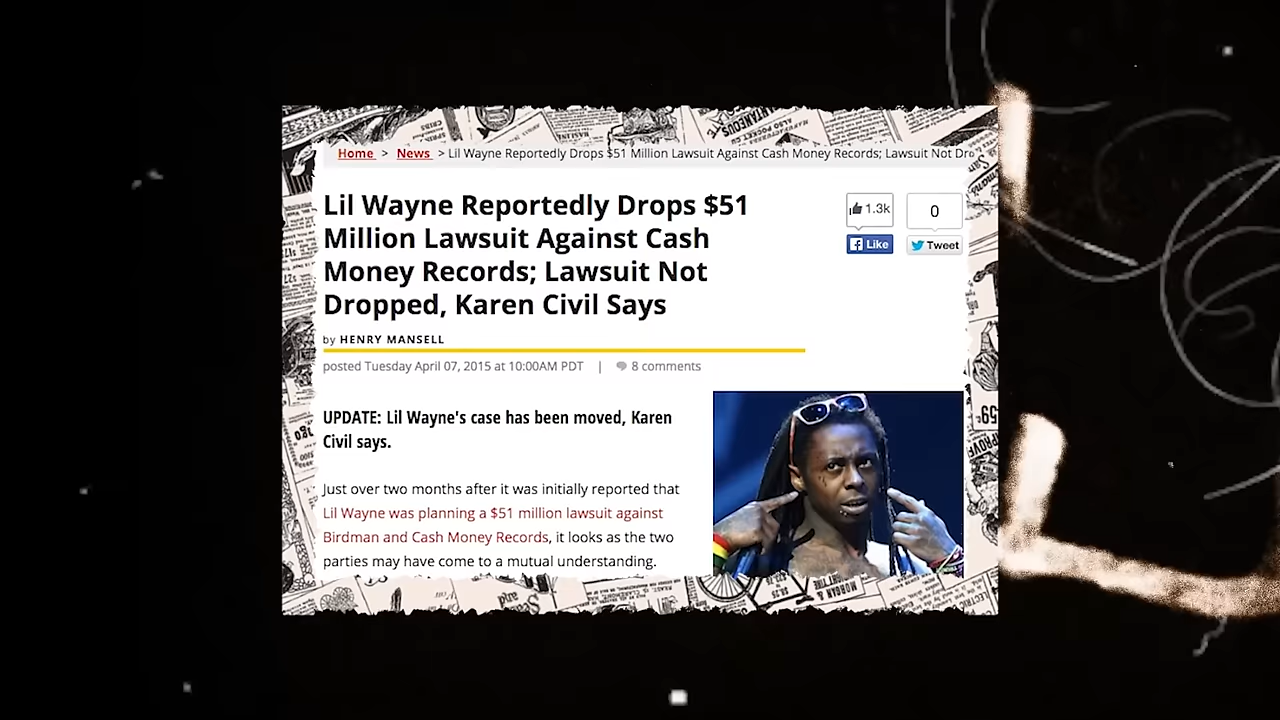 Home > News > Lil Wayne Reportedly Drops $51 Million Lawsuit Against Cash Money Records; Lawsuit Not Dro
Lil Wayne Reportedly Drops $51
Million Lawsuit Against Cash
Money Records; Lawsuit Not
Dropped, Karen Civil Says
1.3k
0
Like
Tweet
by HENRY MANSELL
posted Tuesday April 07, 2015 at 10:00AM PDT | 8 comments
UPDATE: Lil Wayne's case has been moved, Karen
Civil says.
Just over two months after it was initially reported that
Lil Wayne was planning a $51 million lawsuit against
Birdman and Cash Money Records, it looks as the two
parties may have come to a mutual understanding.